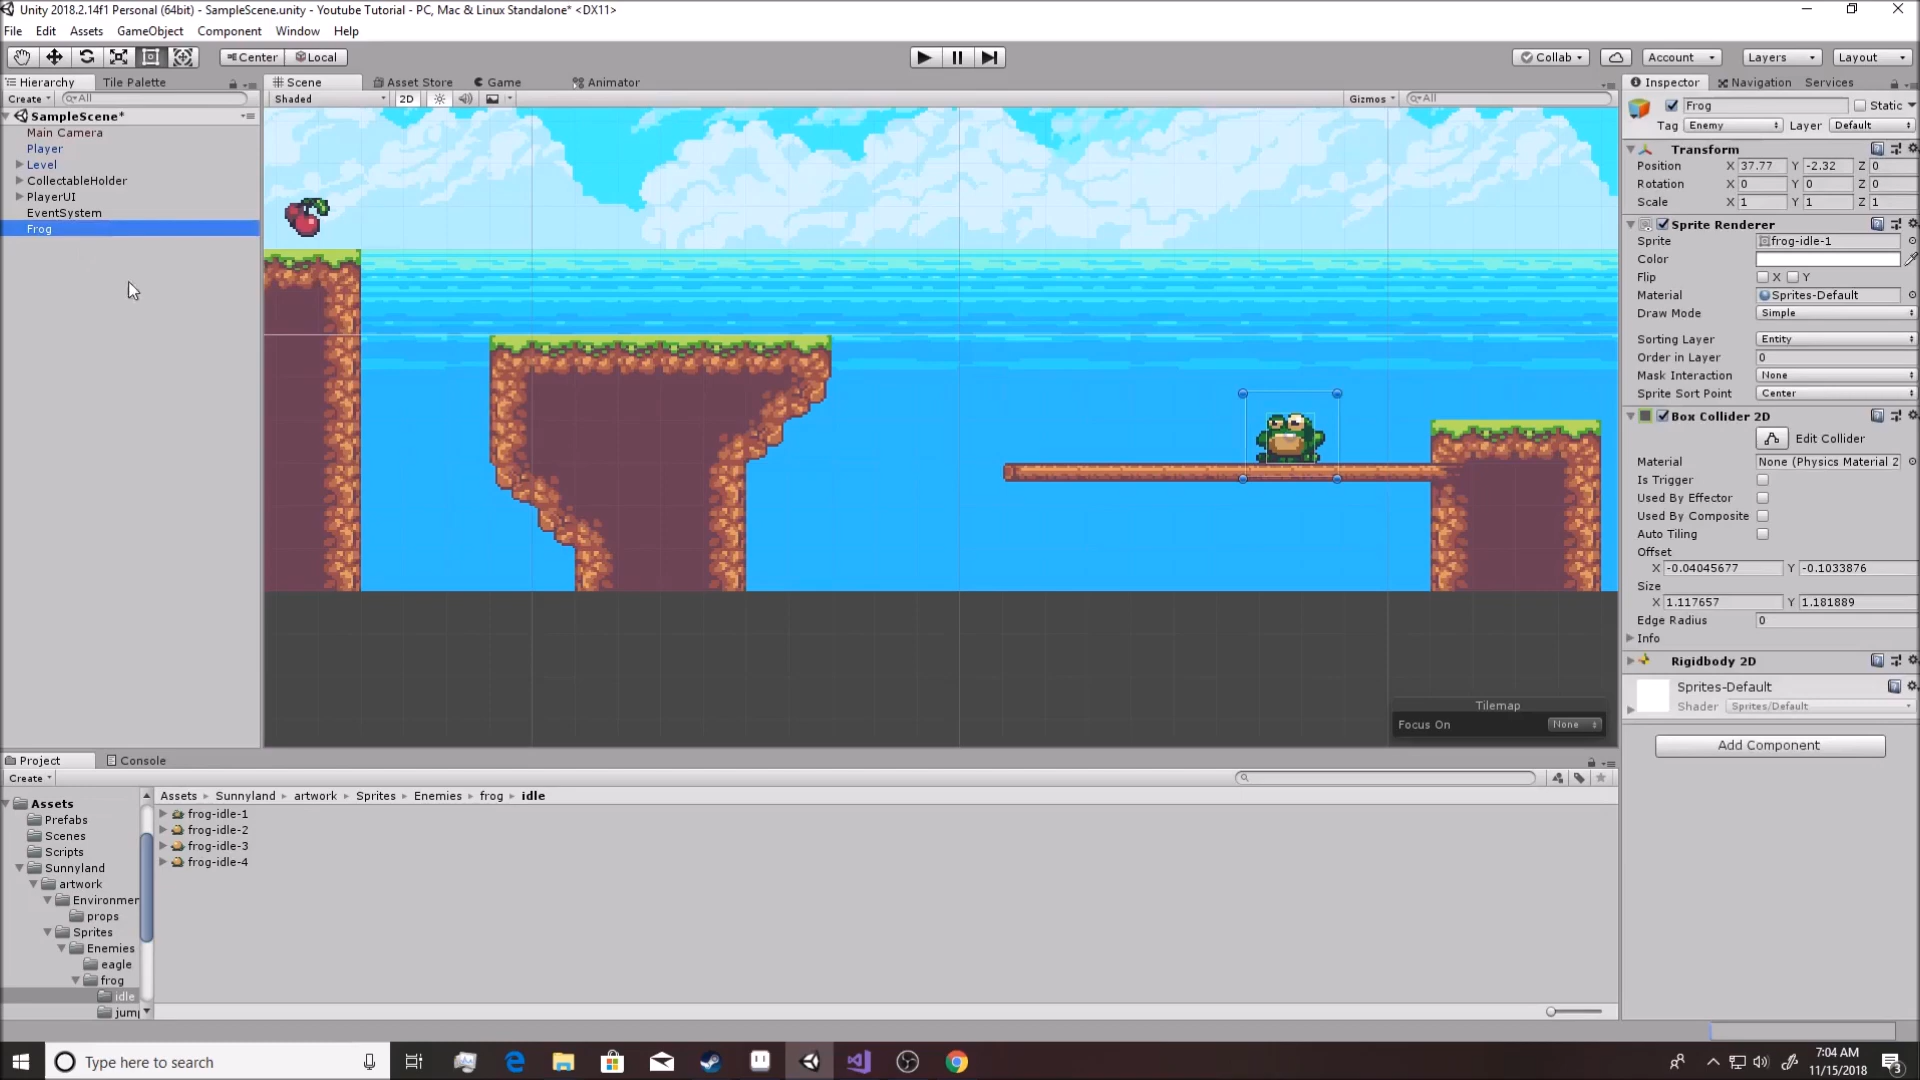 Unity 2018.2.14f1 Personal (64bit) - SampleScene.unity - Youtube Tutorial - PC, Mac & Linux Standalone* <DX11>
File Edit Assets GameObject Component Window Help
Center Local
Collab Account Layers Layout
Hierarchy Tile Palette
Create All
SampleScene*
Main Camera
Player
Level
CollectableHolder
PlayerUI
EventSystem
Frog
Scene Asset Store Game Animator
Shaded 2D Gizmos All
Tilemap
Focus On None
Inspector Navigation Services
Frog Static
Tag Enemy Layer Default
Transform
Position X 37.77 Y -2.32 Z 0
Rotation X 0 Y 0 Z 0
Scale X 1 Y 1 Z 1
Sprite Renderer
Sprite frog-idle-1
Color
Flip X Y
Material Sprites-Default
Draw Mode Simple
Sorting Layer Entity
Order in Layer 0
Mask Interaction None
Sprite Sort Point Center
Box Collider 2D
Edit Collider
Material None (Physics Material 2
Is Trigger
Used By Effector
Used By Composite
Auto Tiling
Offset
X -0.04045677 Y -0.1033876
Size
X 1.117657 Y 1.181889
Edge Radius 0
Info
Rigidbody 2D
Sprites-Default
Shader Sprites/Default
Add Component
Project Console
Create
Assets
Prefabs
Scenes
Scripts
Sunnyland
artwork
Environmer
props
Sprites
Enemies
eagle
frog
idle
jum
Assets Sunnyland artwork Sprites Enemies frog idle
frog-idle-1
frog-idle-2
frog-idle-3
frog-idle-4
Type here to search
7:04 AM
11/15/2018
3